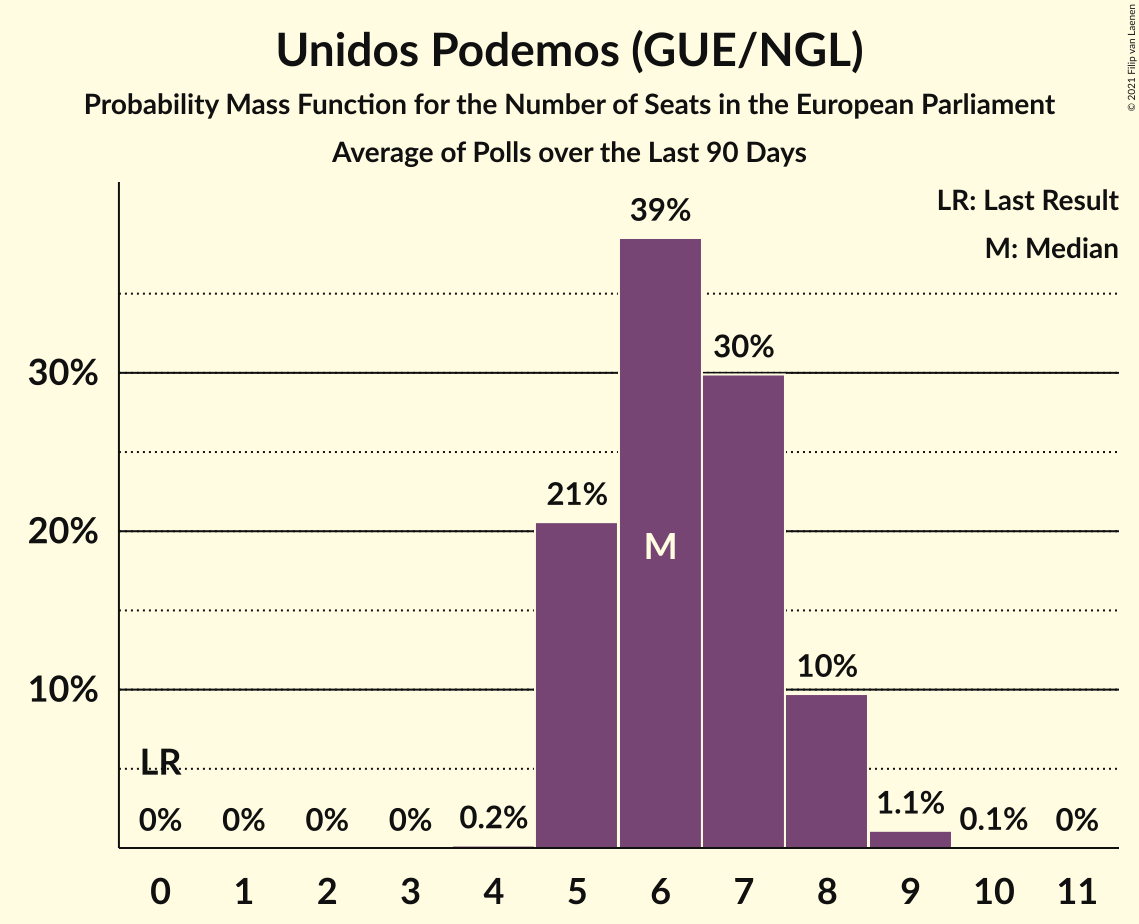 Unidos Podemos (GUE/NGL)
Probability Mass Function for the Number of Seats in the European Parliament
Average of Polls over the Last 90 Days
© 2021 Filip van Laenen
LR: Last Result
M: Median
39%
30%
30%
21%
20%
M
10%
10%
LR
0% 0% 0% 0% 0.2% 1.1% 0.1% 0%
0 1 2 3 4 5 6 7 8 9 10 11